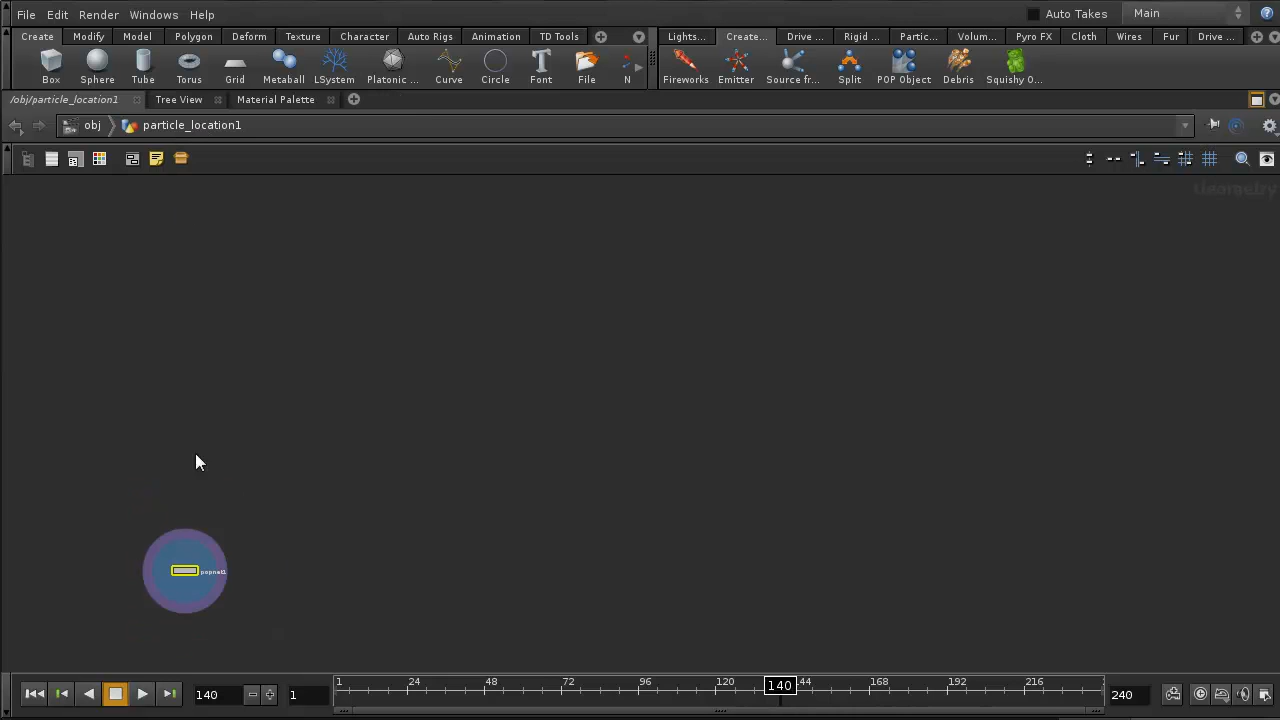 File Edit Render Windows Help Auto Takes Main
Create Modify Model Polygon Deform Texture Character Auto Rigs Animation TD Tools Lights... Create... Drive ... Rigid ... Partic... Volum... Pyro FX Cloth Wires Fur Drive ...
Box Sphere Tube Torus Grid Metaball LSystem Platonic ... Curve Circle Font File N Fireworks Emitter Source fr... Split POP Object Debris Squishy O...
/obj/particle_location1 Tree View Material Palette
obj particle_location1
Geometry
popnet1
140 1 1 24 48 72 96 120 140 144 168 192 216 240